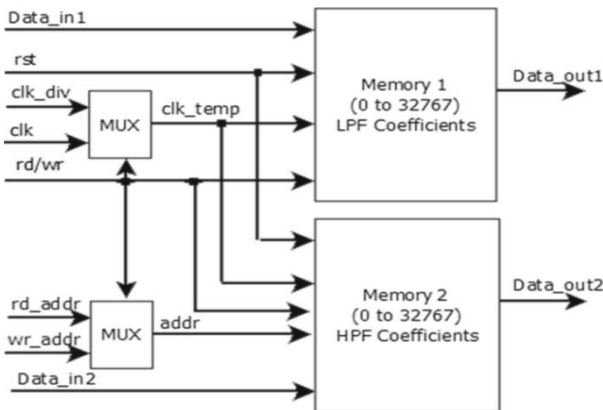 Data_in1
rst
clk_div
clk
MUX
clk_temp
rd/wr
Memory 1
(0 to 32767)
LPF Coefficients
Data_out1
rd_addr
wr_addr
MUX
addr
Data_in2
Memory 2
(0 to 32767)
HPF Coefficients
Data_out2